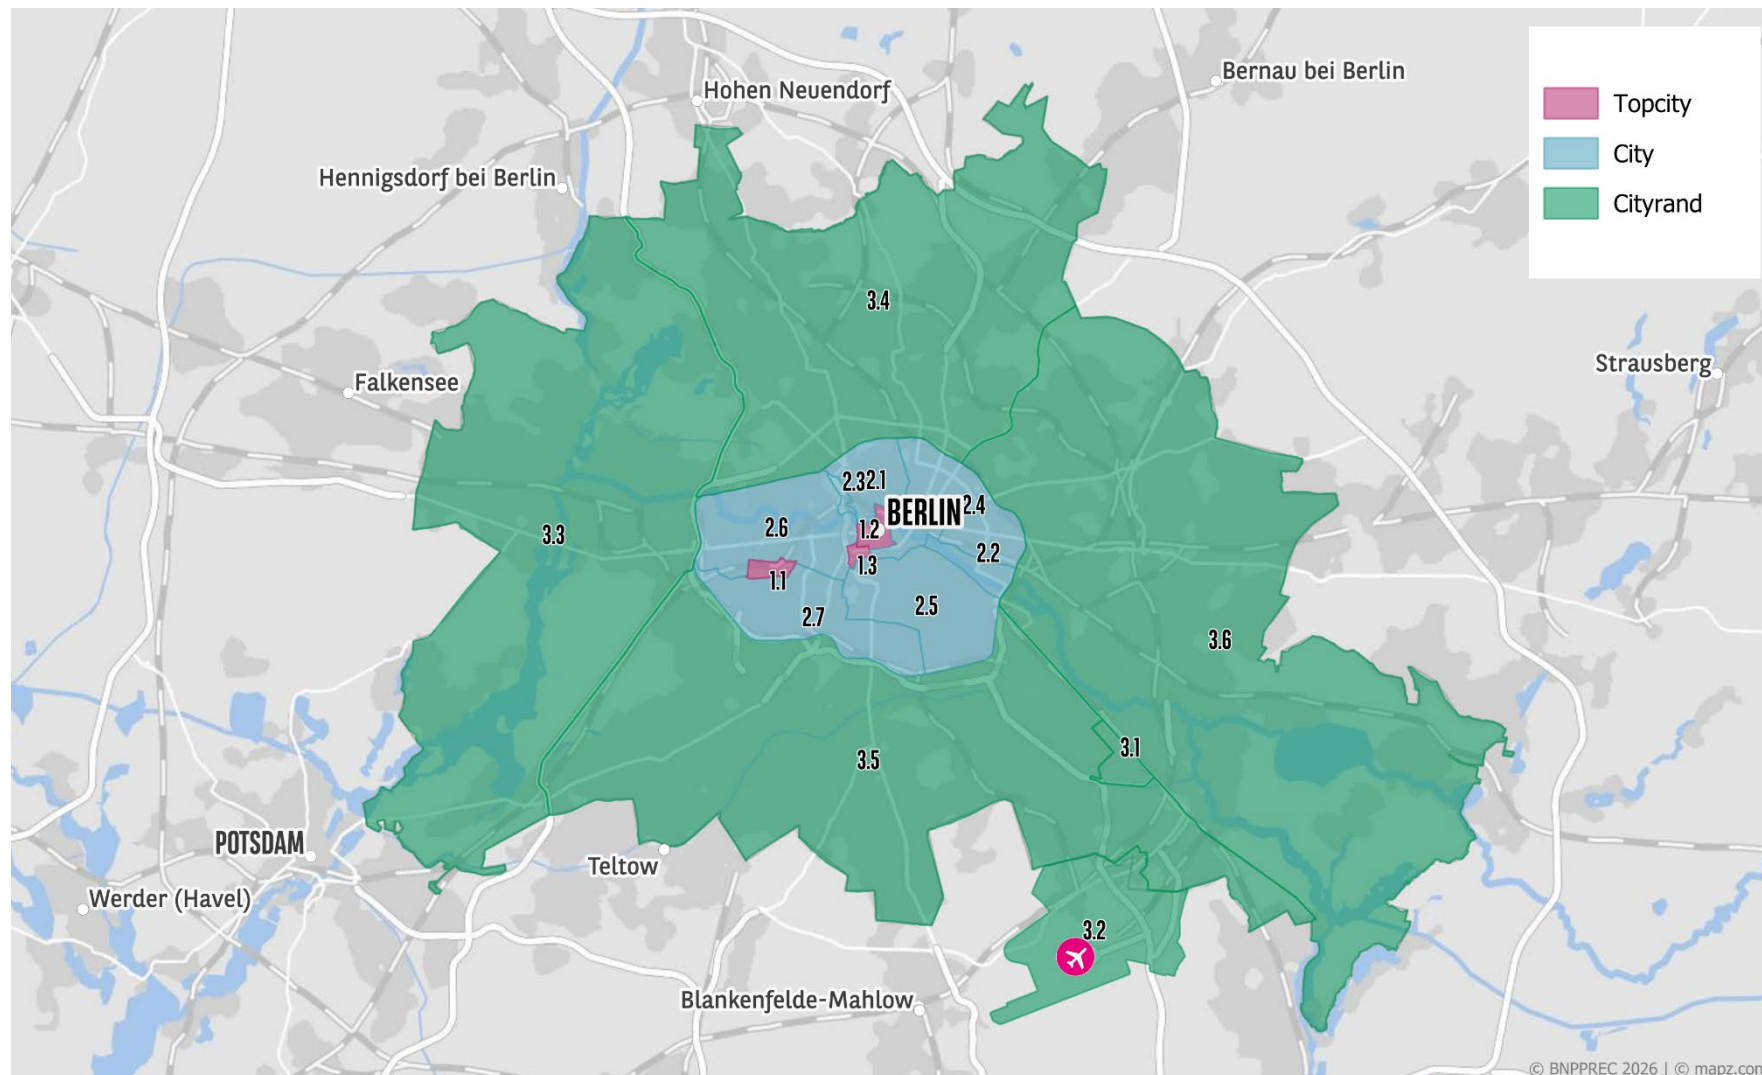 Bernau bei Berlin
Hohen Neuendorf
Topcity
City
Hennigsdorf bei Berlin
Cityrand
3.4
Strausberg
Falkensee
2.3
2.1
2.4
BERLIN
2.6
1.2
3.3
2.2
1.3
1.1
2.5
2.7
3.6
3.1
3.5
POTSDAM
Teltow
Werder (Havel)
3.2
Blankenfelde-Mahlow
© BNPPREC 2026 | © mapz.com